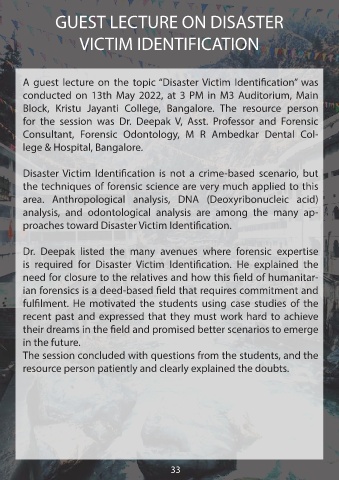 GUEST LECTURE ON DISASTER
VICTIM IDENTIFICATION
A guest lecture on the topic “Disaster Victim Identification” was
conducted on 13th May 2022, at 3 PM in M3 Auditorium, Main
Block, Kristu Jayanti College, Bangalore. The resource person
for the session was Dr. Deepak V, Asst. Professor and Forensic
Consultant, Forensic Odontology, M R Ambedkar Dental Col-
lege & Hospital, Bangalore.
Disaster Victim Identification is not a crime-based scenario, but
the techniques of forensic science are very much applied to this
area. Anthropological analysis, DNA (Deoxyribonucleic acid)
analysis, and odontological analysis are among the many ap-
proaches toward Disaster Victim Identification.
Dr. Deepak listed the many avenues where forensic expertise
is required for Disaster Victim Identification. He explained the
need for closure to the relatives and how this field of humanitar-
ian forensics is a deed-based field that requires commitment and
fulfilment. He motivated the students using case studies of the
recent past and expressed that they must work hard to achieve
their dreams in the field and promised better scenarios to emerge
in the future.
The session concluded with questions from the students, and the
resource person patiently and clearly explained the doubts.
33